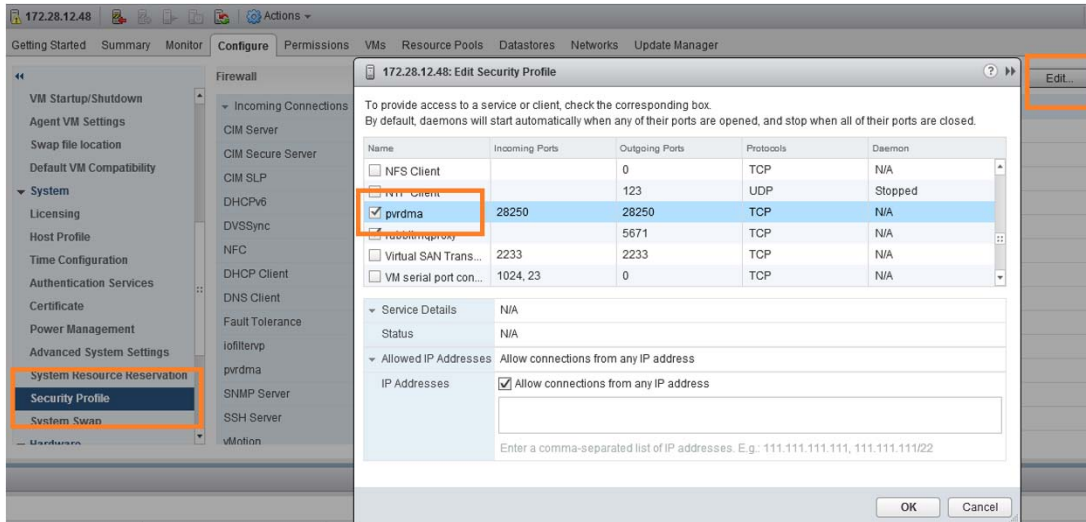 172.28.12.48 Actions
Getting Started Summary Monitor Configure Permissions VMs Resource Pools Datastores Networks Update Manager
VM Startup/Shutdown
Agent VM Settings
Swap file location
Default VM Compatibility
System
Licensing
Host Profile
Time Configuration
Authentication Services
Certificate
Power Management
Advanced System Settings
System Resource Reservation
Security Profile
System Swap
Hardware
Firewall
Incoming Connections
CIM Server
CIM Secure Server
CIM SLP
DHCPv6
DVSSync
NFC
DHCP Client
DNS Client
Fault Tolerance
iofiltervp
pvrdma
SNMP Server
SSH Server
vMotion
Edit...
172.28.12.48: Edit Security Profile
To provide access to a service or client, check the corresponding box.
By default, daemons will start automatically when any of their ports are opened, and stop when all of their ports are closed.
Name Incoming Ports Outgoing Ports Protocols Daemon
NFS Client 0 TCP N/A
NTP Client 123 UDP Stopped
pvrdma 28250 28250 TCP N/A
rabbitmqproxy 5671 TCP N/A
Virtual SAN Trans... 2233 2233 TCP N/A
VM serial port con... 1024, 23 0 TCP N/A
Service Details N/A
Status N/A
Allowed IP Addresses Allow connections from any IP address
IP Addresses Allow connections from any IP address
Enter a comma-separated list of IP addresses. E.g.: 111.111.111.111, 111.111.111/22
OK Cancel